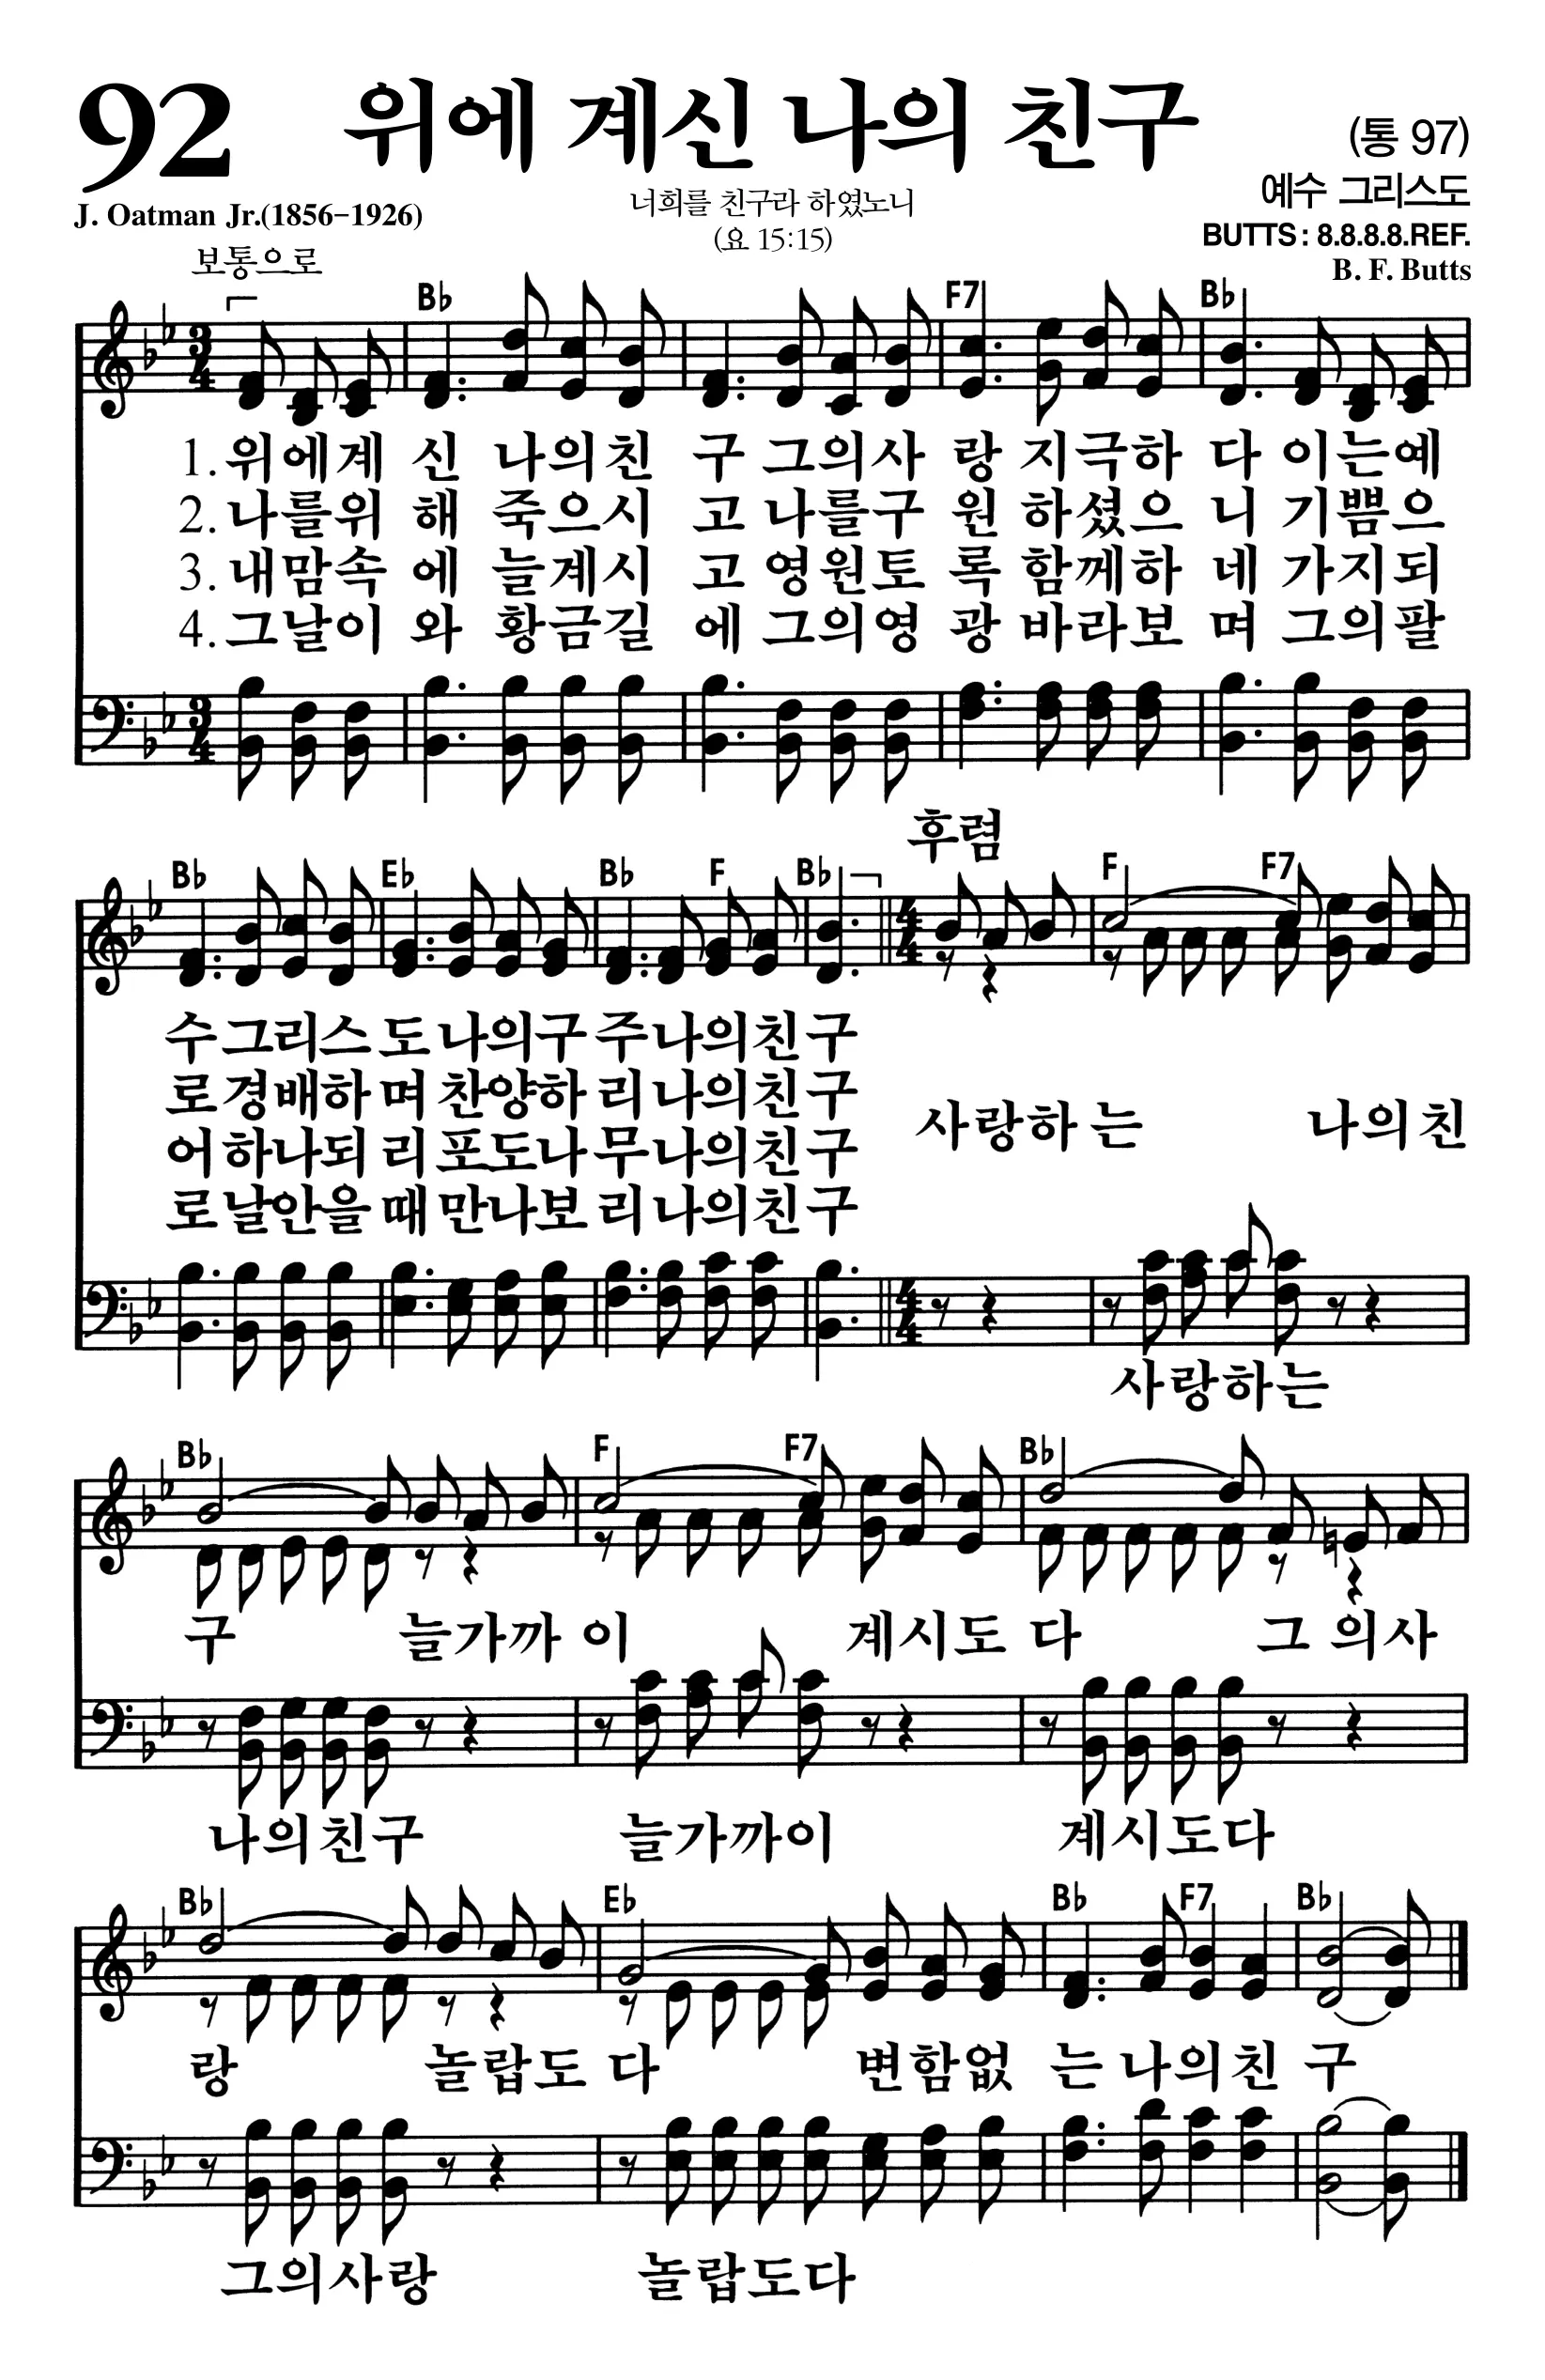 92 위에 계신 나의 친구 (통 97)
예수 그리스도
J. Oatman Jr.(1856-1926) 너희를 친구라 하였노니 BUTTS : 8.8.8.8.REF.
(요 15:15) B. F. Butts
보통으로
B♭ F7 B♭
3/4
1. 위에계 신 나의친 구 그의사 랑 지극하 다 이는예
2. 나를위 해 죽으시 고 나를구 원 하셨으 니 기쁨으
3. 내맘속 에 늘계시 고 영원토 록 함께하 네 가지되
4. 그날이 와 황금길 에 그의영 광 바라보 며 그의팔
3/4
후렴
B♭ E♭ B♭ F B♭ F F7
4/4
수그리스 도나의구 주나의친 구
로경배하 며찬양하 리나의친 구
어하나되 리포도나 무나의친 구
로날안을 때만나보 리나의친 구
사랑하 는 나의친
4/4
사랑하는
B♭ F F7 B♭
구 늘가까 이 계시도 다 그 의사
나의친구 늘가까이 계시도다
B♭ E♭ B♭ F7 B♭
랑 놀랍도 다 변함없 는 나의친 구
그의사랑 놀랍도다